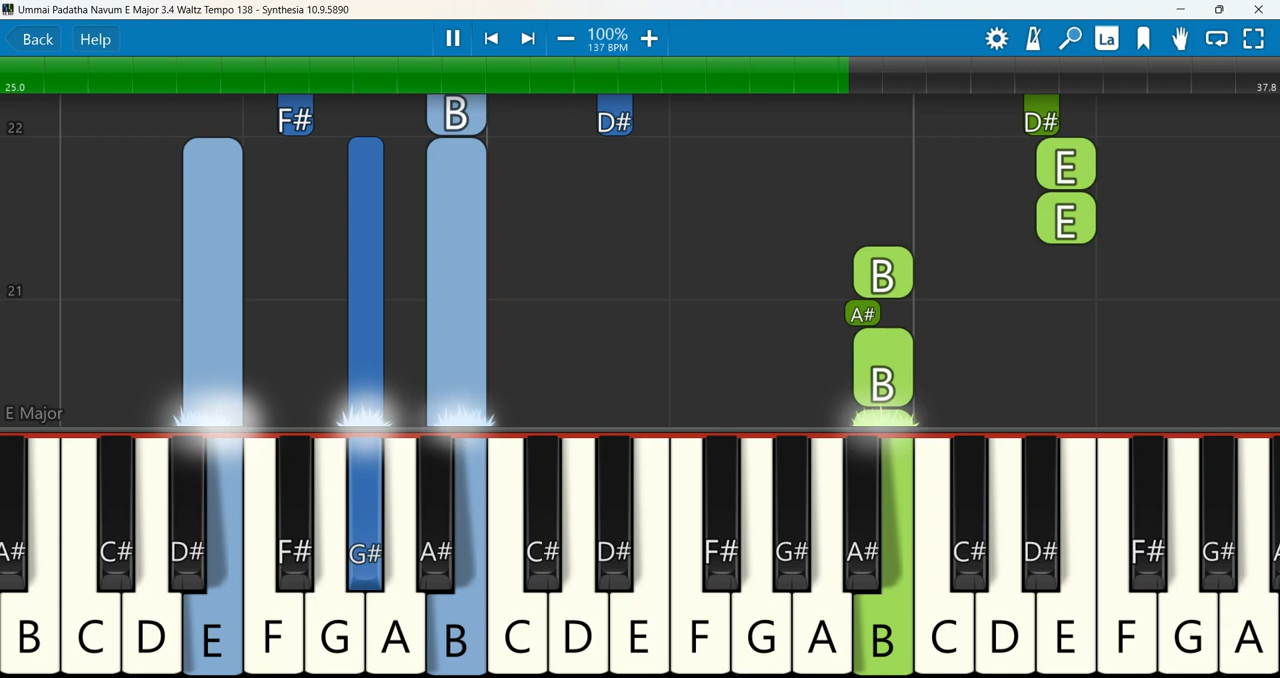 Ummai Padatha Navum E Major 3.4 Waltz Tempo 138 - Synthesia 10.9.5890
Back Help 100% La
137 BPM
25.0 37.8
22 F# B D# D#
E
E
21 B
A#
B
E Major
A# C# D# F# G# A# C# D# F# G# A# C# D# F# G# A
B C D E F G A B C D E F G A B C D E F G A